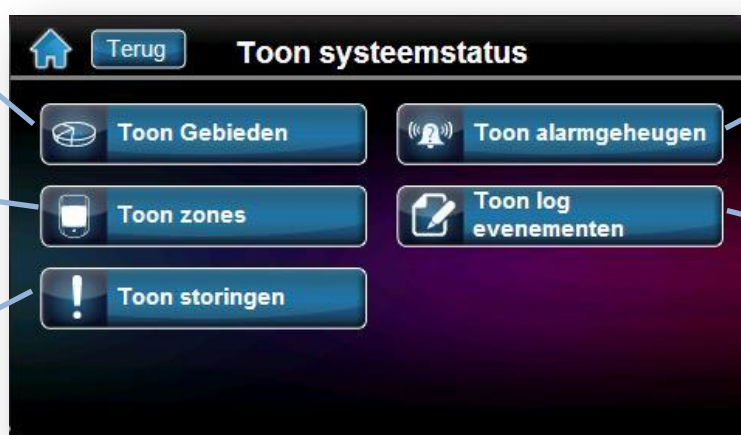 Terug
Toon systeemstatus
Toon Gebieden
Toon alarmgeheugen
Toon zones
Toon log
evenementen
Toon storingen